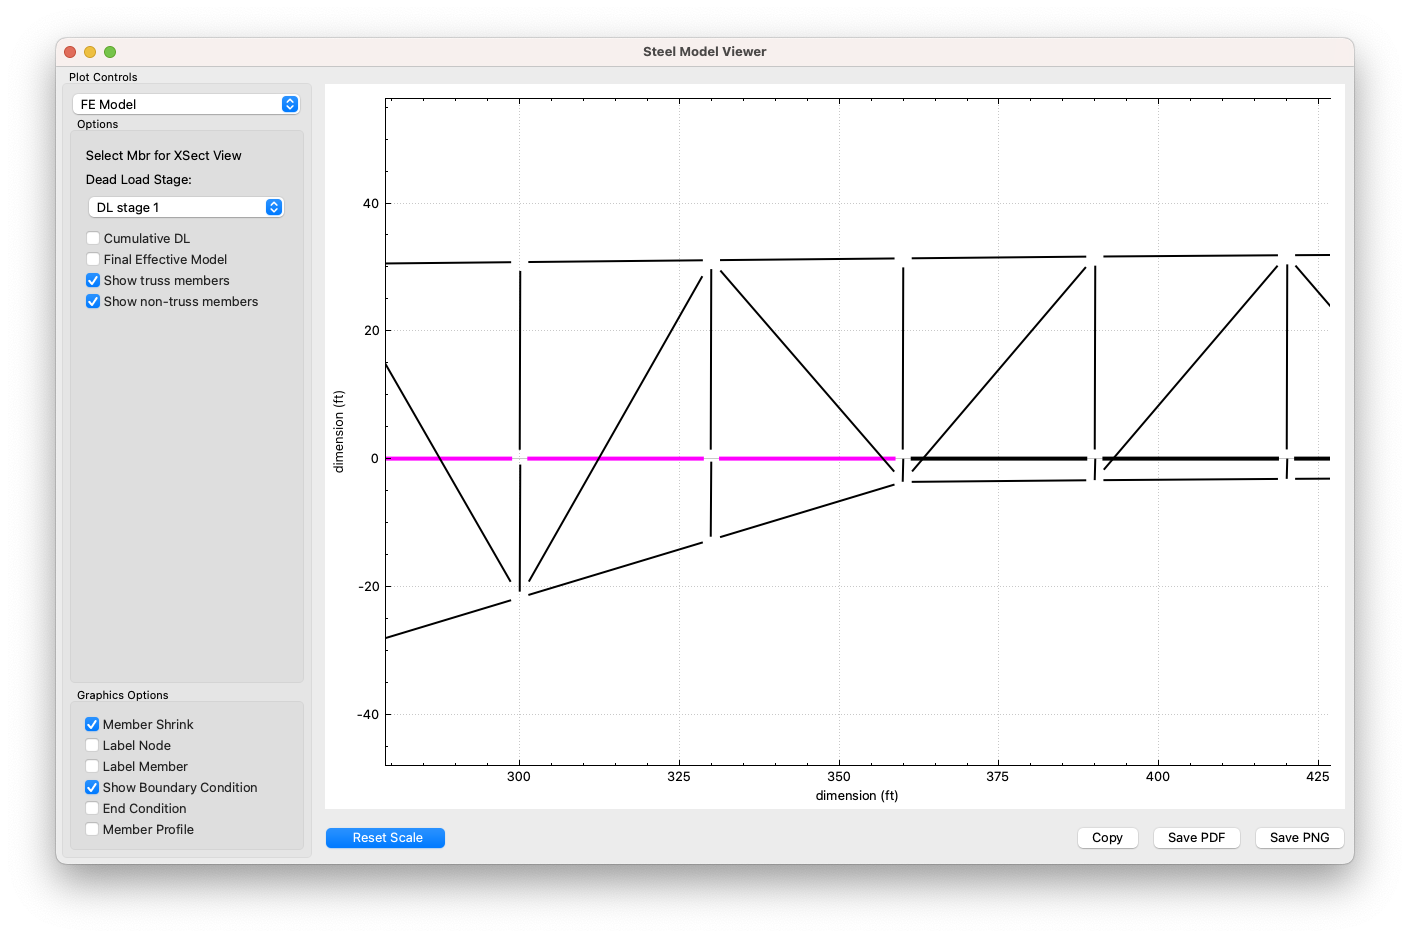 Steel Model Viewer
Plot Controls
FE Model
Options
Select Mbr for XSect View
Dead Load Stage:
DL stage 1
Cumulative DL
Final Effective Model
Show truss members
Show non-truss members
Graphics Options
Member Shrink
Label Node
Label Member
Show Boundary Condition
End Condition
Member Profile
dimension (ft)
40
20
0
-20
-40
300 325 350 375 400 425
dimension (ft)
Reset Scale
Copy
Save PDF
Save PNG